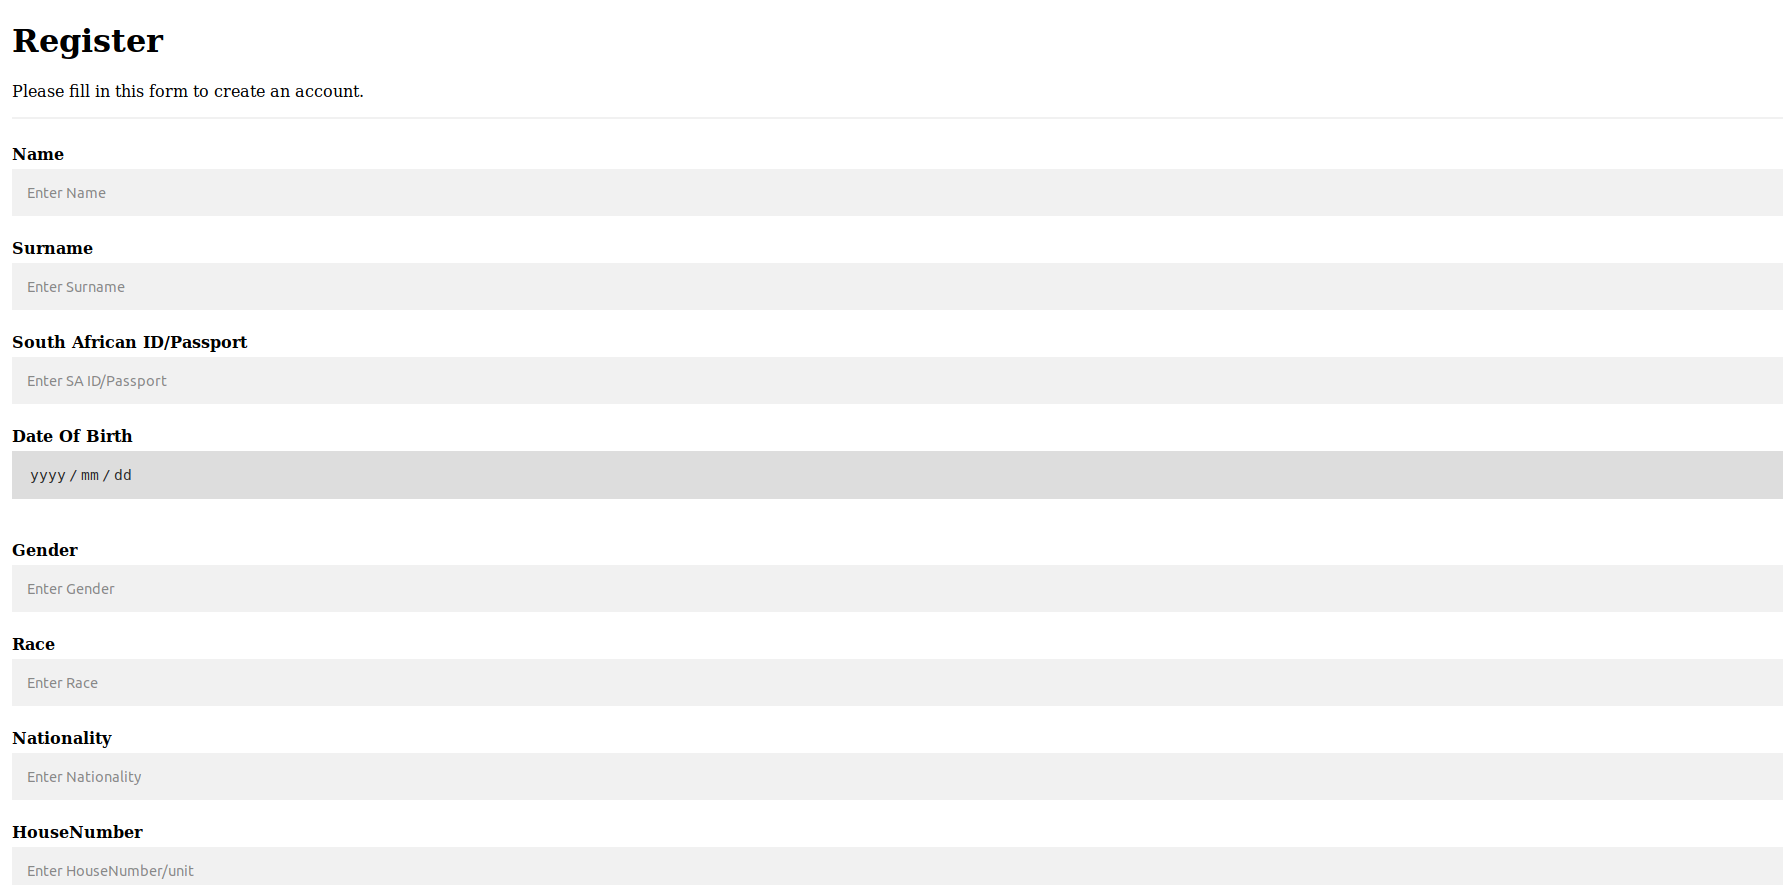 Register
Please fill in this form to create an account.
Name
Enter Name
Surname
Enter Surname
South African ID/Passport
Enter SA ID/Passport
Date Of Birth
yyyy / mm / dd
Gender
Enter Gender
Race
Enter Race
Nationality
Enter Nationality
HouseNumber
Enter HouseNumber/unit